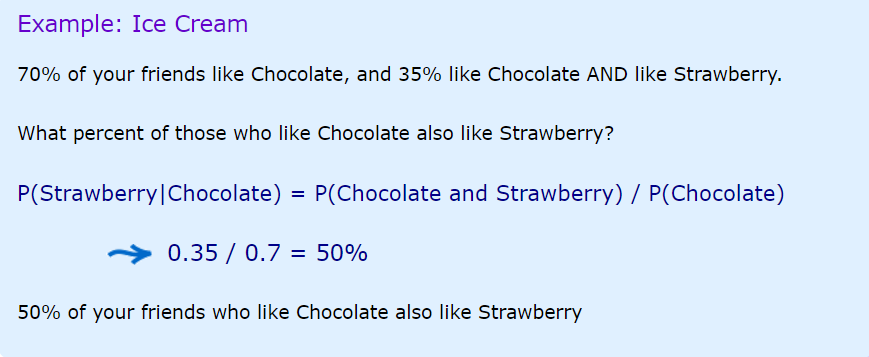 Example: Ice Cream
70% of your friends like Chocolate, and 35% like Chocolate AND like Strawberry.
What percent of those who like Chocolate also like Strawberry?
P(Strawberry|Chocolate) = P(Chocolate and Strawberry) / P(Chocolate)
0.35 / 0.7 = 50%
50% of your friends who like Chocolate also like Strawberry